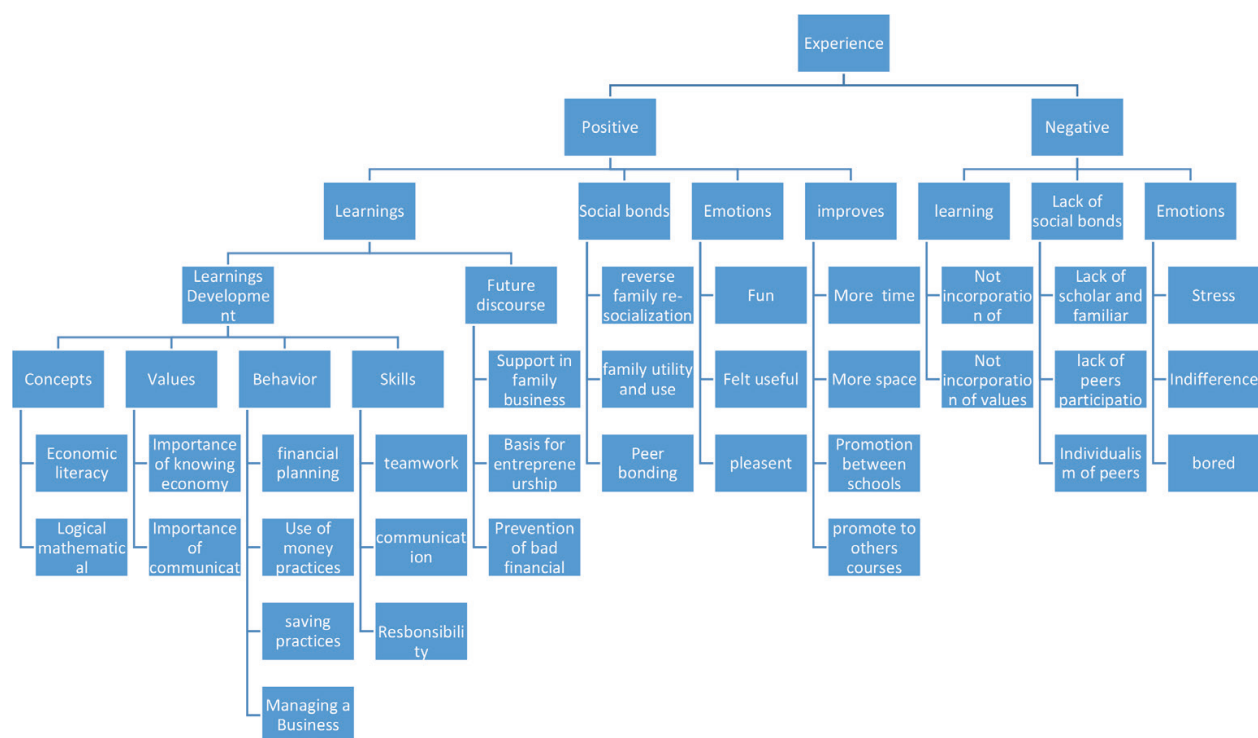 Experience
Positive
Negative
Learnings
Social bonds
Emotions
improves
learning
Lack of
social bonds
Emotions
Learnings
Developme
nt
Future
discourse
reverse
family re-
socialization
Fun
More time
Not
incorporatio
n of
Lack of
scholar and
familiar
Stress
Concepts
Values
Behavior
Skills
Support in
family
business
family utility
and use
Felt useful
More space
Not
incorporatio
n of values
lack of
peers
participatio
Indifference
Economic
literacy
Importance
of knowing
economy
financial
planning
teamwork
Basis for
entreprene
urship
Peer
bonding
pleasent
Promotion
between
schools
Individualis
m of peers
bored
Logical
mathematic
al
Importance
of
communicat
Use of
money
practices
communicat
ion
Prevention
of bad
financial
promote to
others
courses
saving
practices
Resbonsibili
ty
Managing a
Business